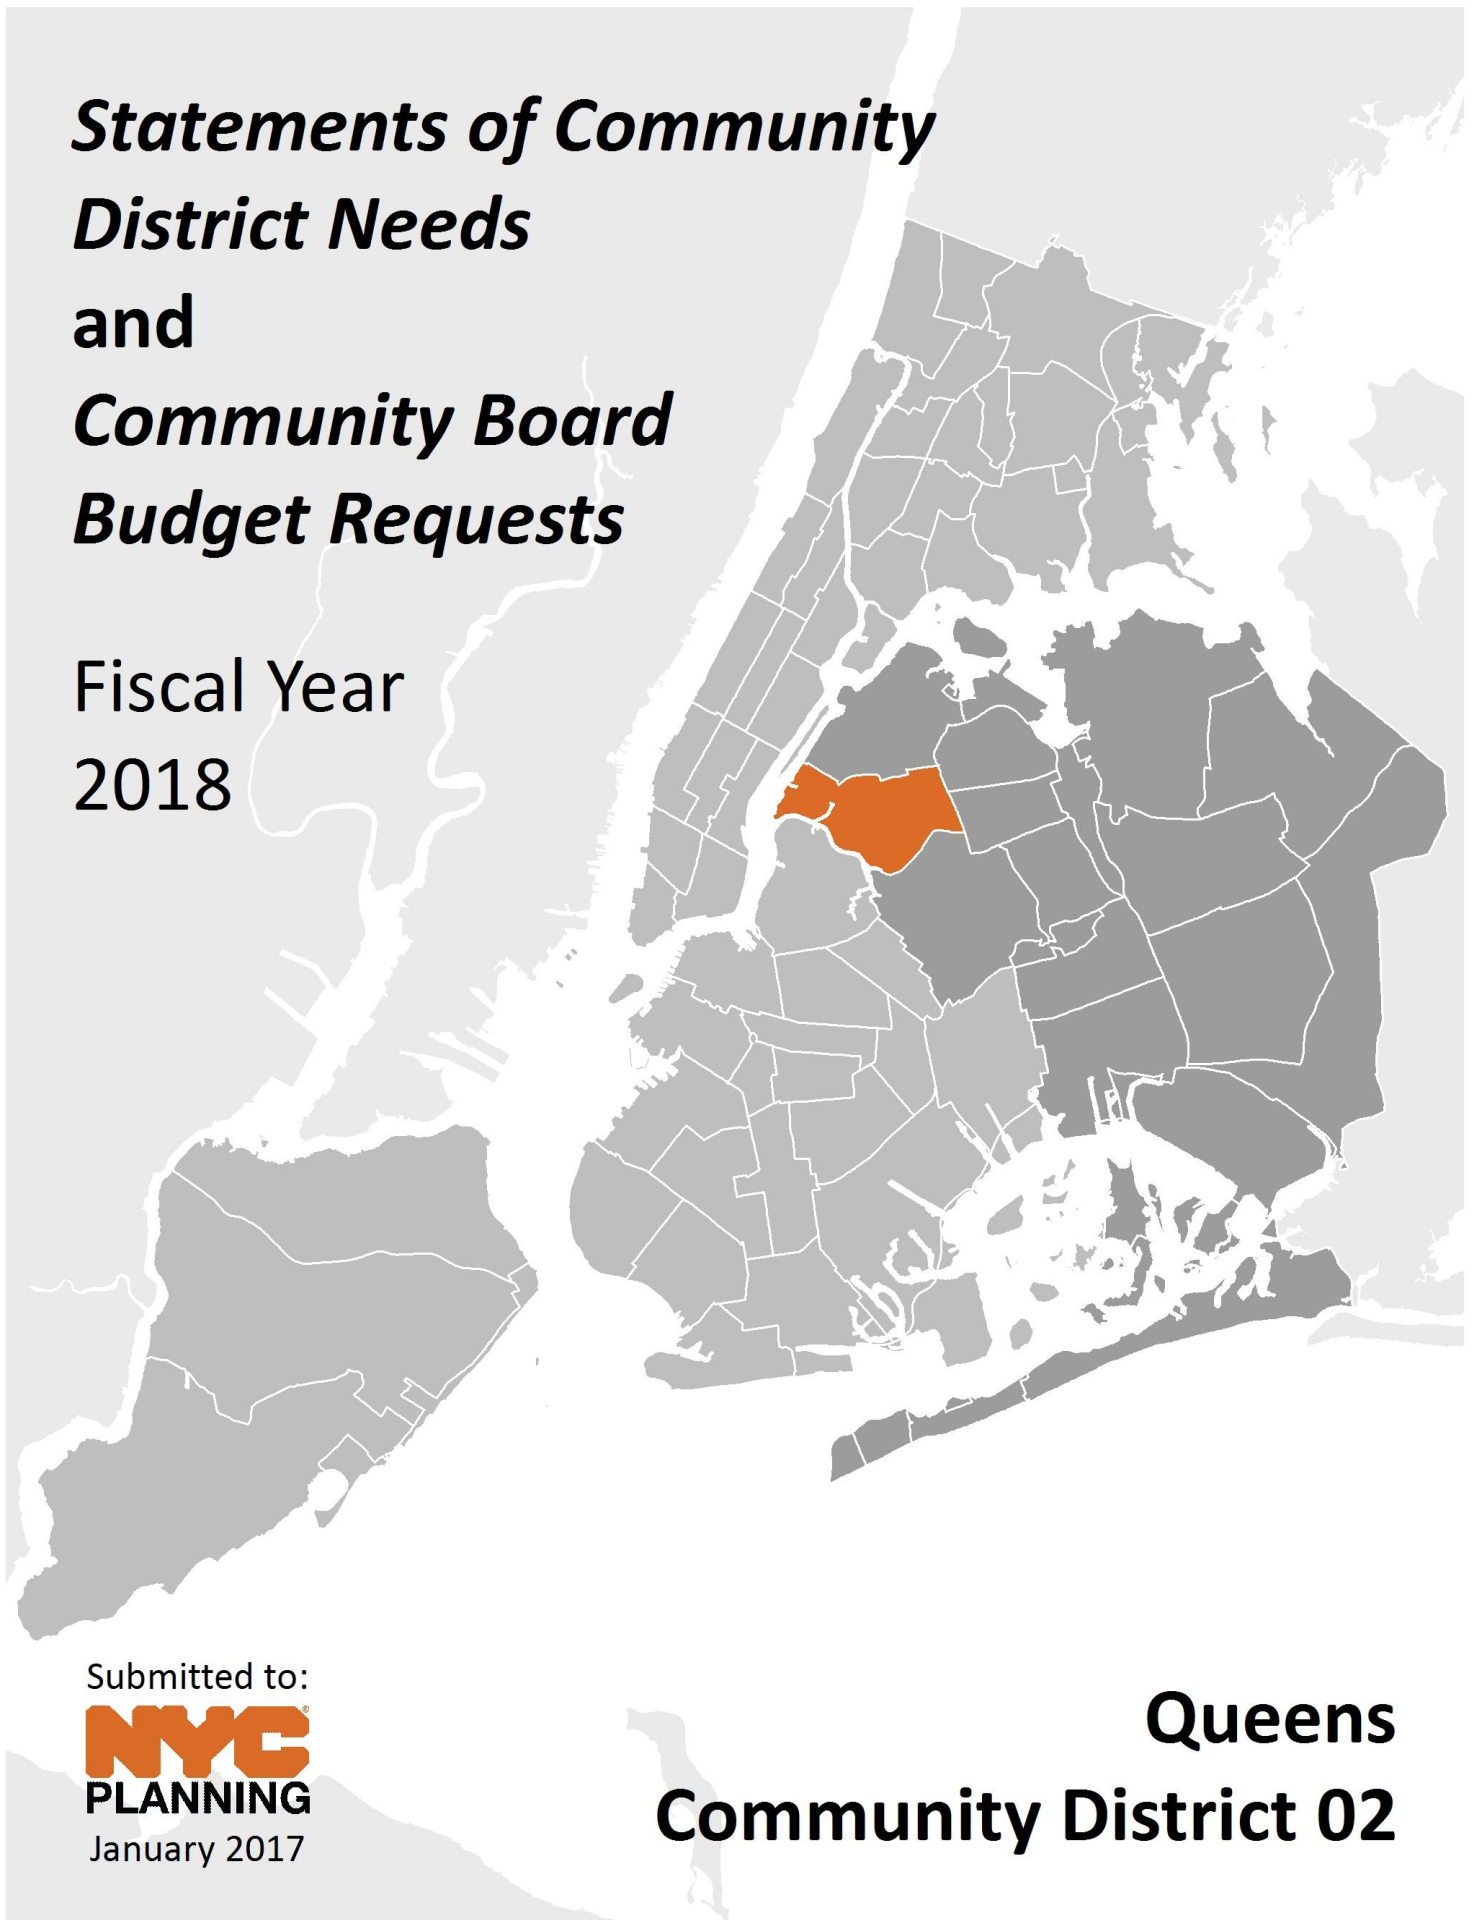 Statements of Community
District Needs
and
Community Board
Budget Requests
Fiscal Year
2018
Submitted to:
NYC®
PLANNING
January 2017
Queens
Community District 02